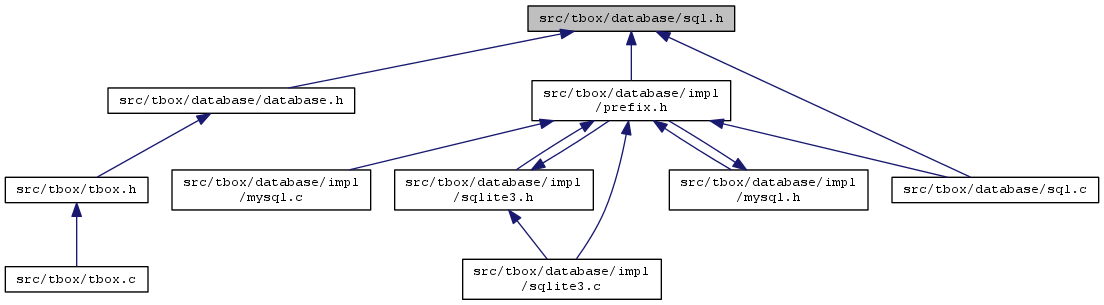 src/tbox/database/sql.h
src/tbox/database/database.h
src/tbox/database/impl
/prefix.h
src/tbox/tbox.h
src/tbox/database/impl
/mysql.c
src/tbox/database/impl
/sqlite3.h
src/tbox/database/impl
/mysql.h
src/tbox/database/sql.c
src/tbox/tbox.c
src/tbox/database/impl
/sqlite3.c